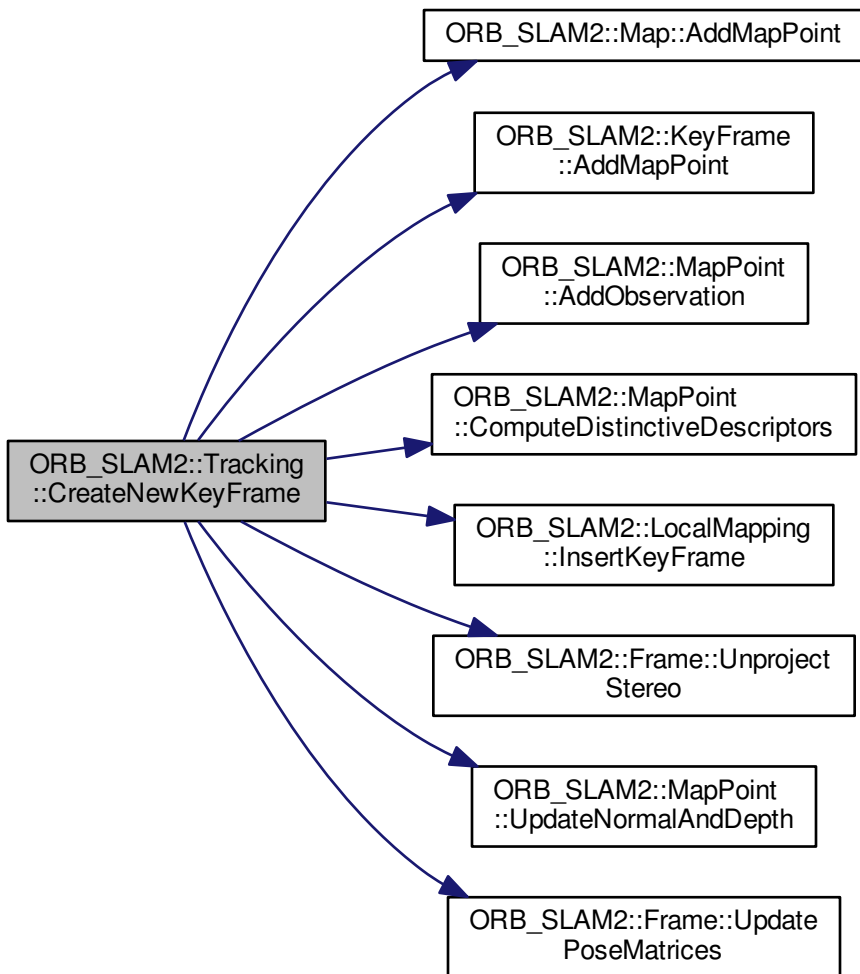 ORB_SLAM2::Map::AddMapPoint
ORB_SLAM2::KeyFrame
::AddMapPoint
ORB_SLAM2::MapPoint
::AddObservation
ORB_SLAM2::MapPoint
::ComputeDistinctiveDescriptors
ORB_SLAM2::Tracking
::CreateNewKeyFrame
ORB_SLAM2::LocalMapping
::InsertKeyFrame
ORB_SLAM2::Frame::Unproject
Stereo
ORB_SLAM2::MapPoint
::UpdateNormalAndDepth
ORB_SLAM2::Frame::Update
PoseMatrices